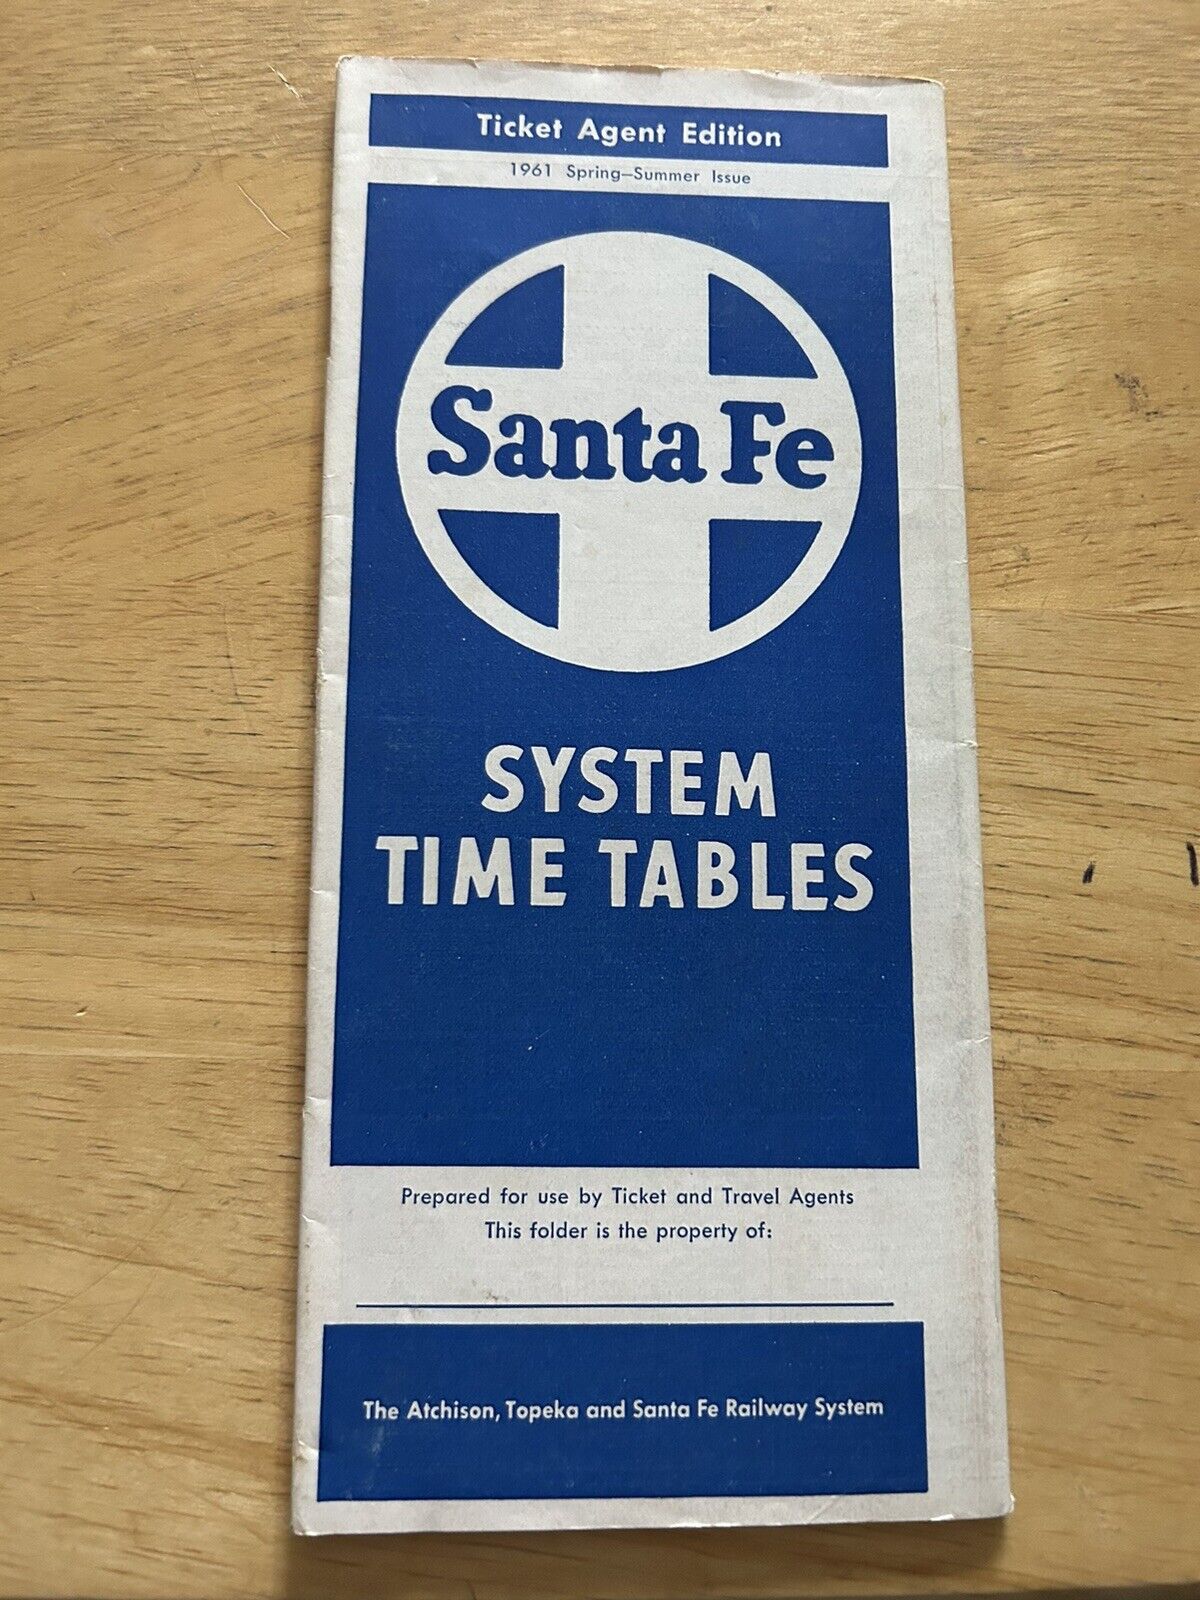 Ticket Agent Edition
1961 Spring–Summer Issue
Santa Fe
SYSTEM
TIME TABLES
Prepared for use by Ticket and Travel Agents
This folder is the property of:
The Atchison, Topeka and Santa Fe Railway System